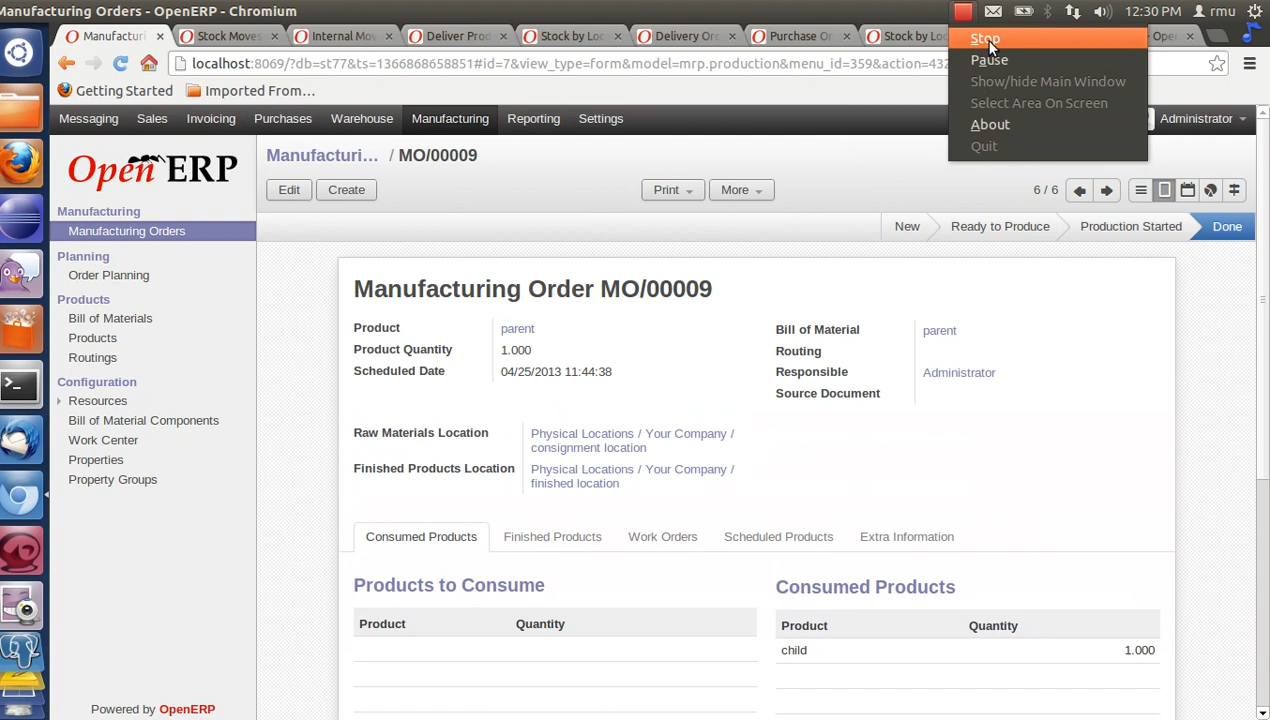 Manufacturing Orders - OpenERP - Chromium
12:30 PM
rmu
Manufacturi
Stock Moves
Internal Mov
Deliver Prod
Stock by Loc
Delivery Ord
Purchase O
Stock by Lo
Ope
localhost:8069/?db=st77&ts=1366868658851#id=7&view_type=form&model=mrp.production&menu_id=359&action=432
Getting Started
Imported From…
Stop
Pause
Show/hide Main Window
Select Area On Screen
About
Quit
Messaging
Sales
Invoicing
Purchases
Warehouse
Manufacturing
Reporting
Settings
Administrator
Open ERP
Manufacturi… / MO/00009
Edit
Create
Print
More
6 / 6
New
Ready to Produce
Production Started
Done
Manufacturing
Manufacturing Orders
Planning
Order Planning
Products
Bill of Materials
Products
Routings
Configuration
Resources
Bill of Material Components
Work Center
Properties
Property Groups
Powered by OpenERP
Manufacturing Order MO/00009
Product parent
Product Quantity 1.000
Scheduled Date 04/25/2013 11:44:38
Bill of Material parent
Routing
Responsible Administrator
Source Document
Raw Materials Location Physical Locations / Your Company /
consignment location
Finished Products Location Physical Locations / Your Company /
finished location
Consumed Products
Finished Products
Work Orders
Scheduled Products
Extra Information
Products to Consume
Product Quantity
Consumed Products
Product Quantity
child 1.000